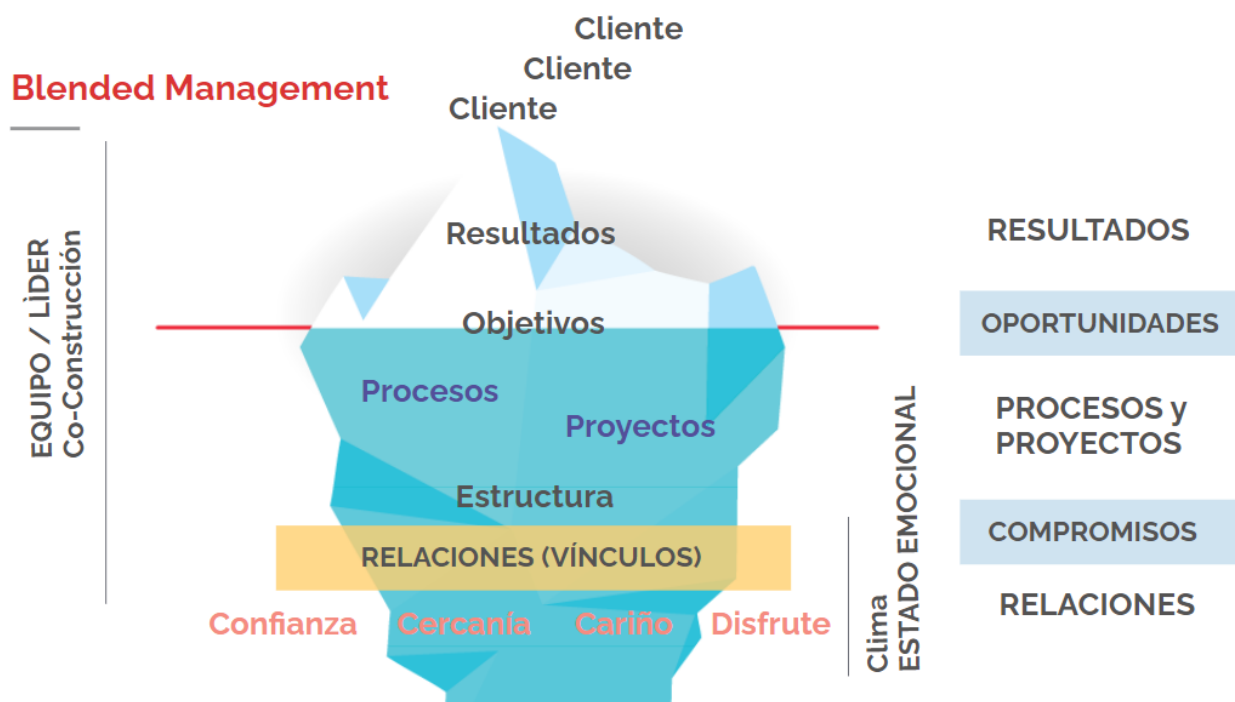 Cliente
Cliente
Blended Management
Cliente
EQUIPO / LÌDER
Co-Construcción
Resultados
Objetivos
Procesos
Proyectos
Estructura
RELACIONES (VÍNCULOS)
Confianza Cercanía Cariño Disfrute
Clima
ESTADO EMOCIONAL
RESULTADOS
OPORTUNIDADES
PROCESOS y
PROYECTOS
COMPROMISOS
RELACIONES